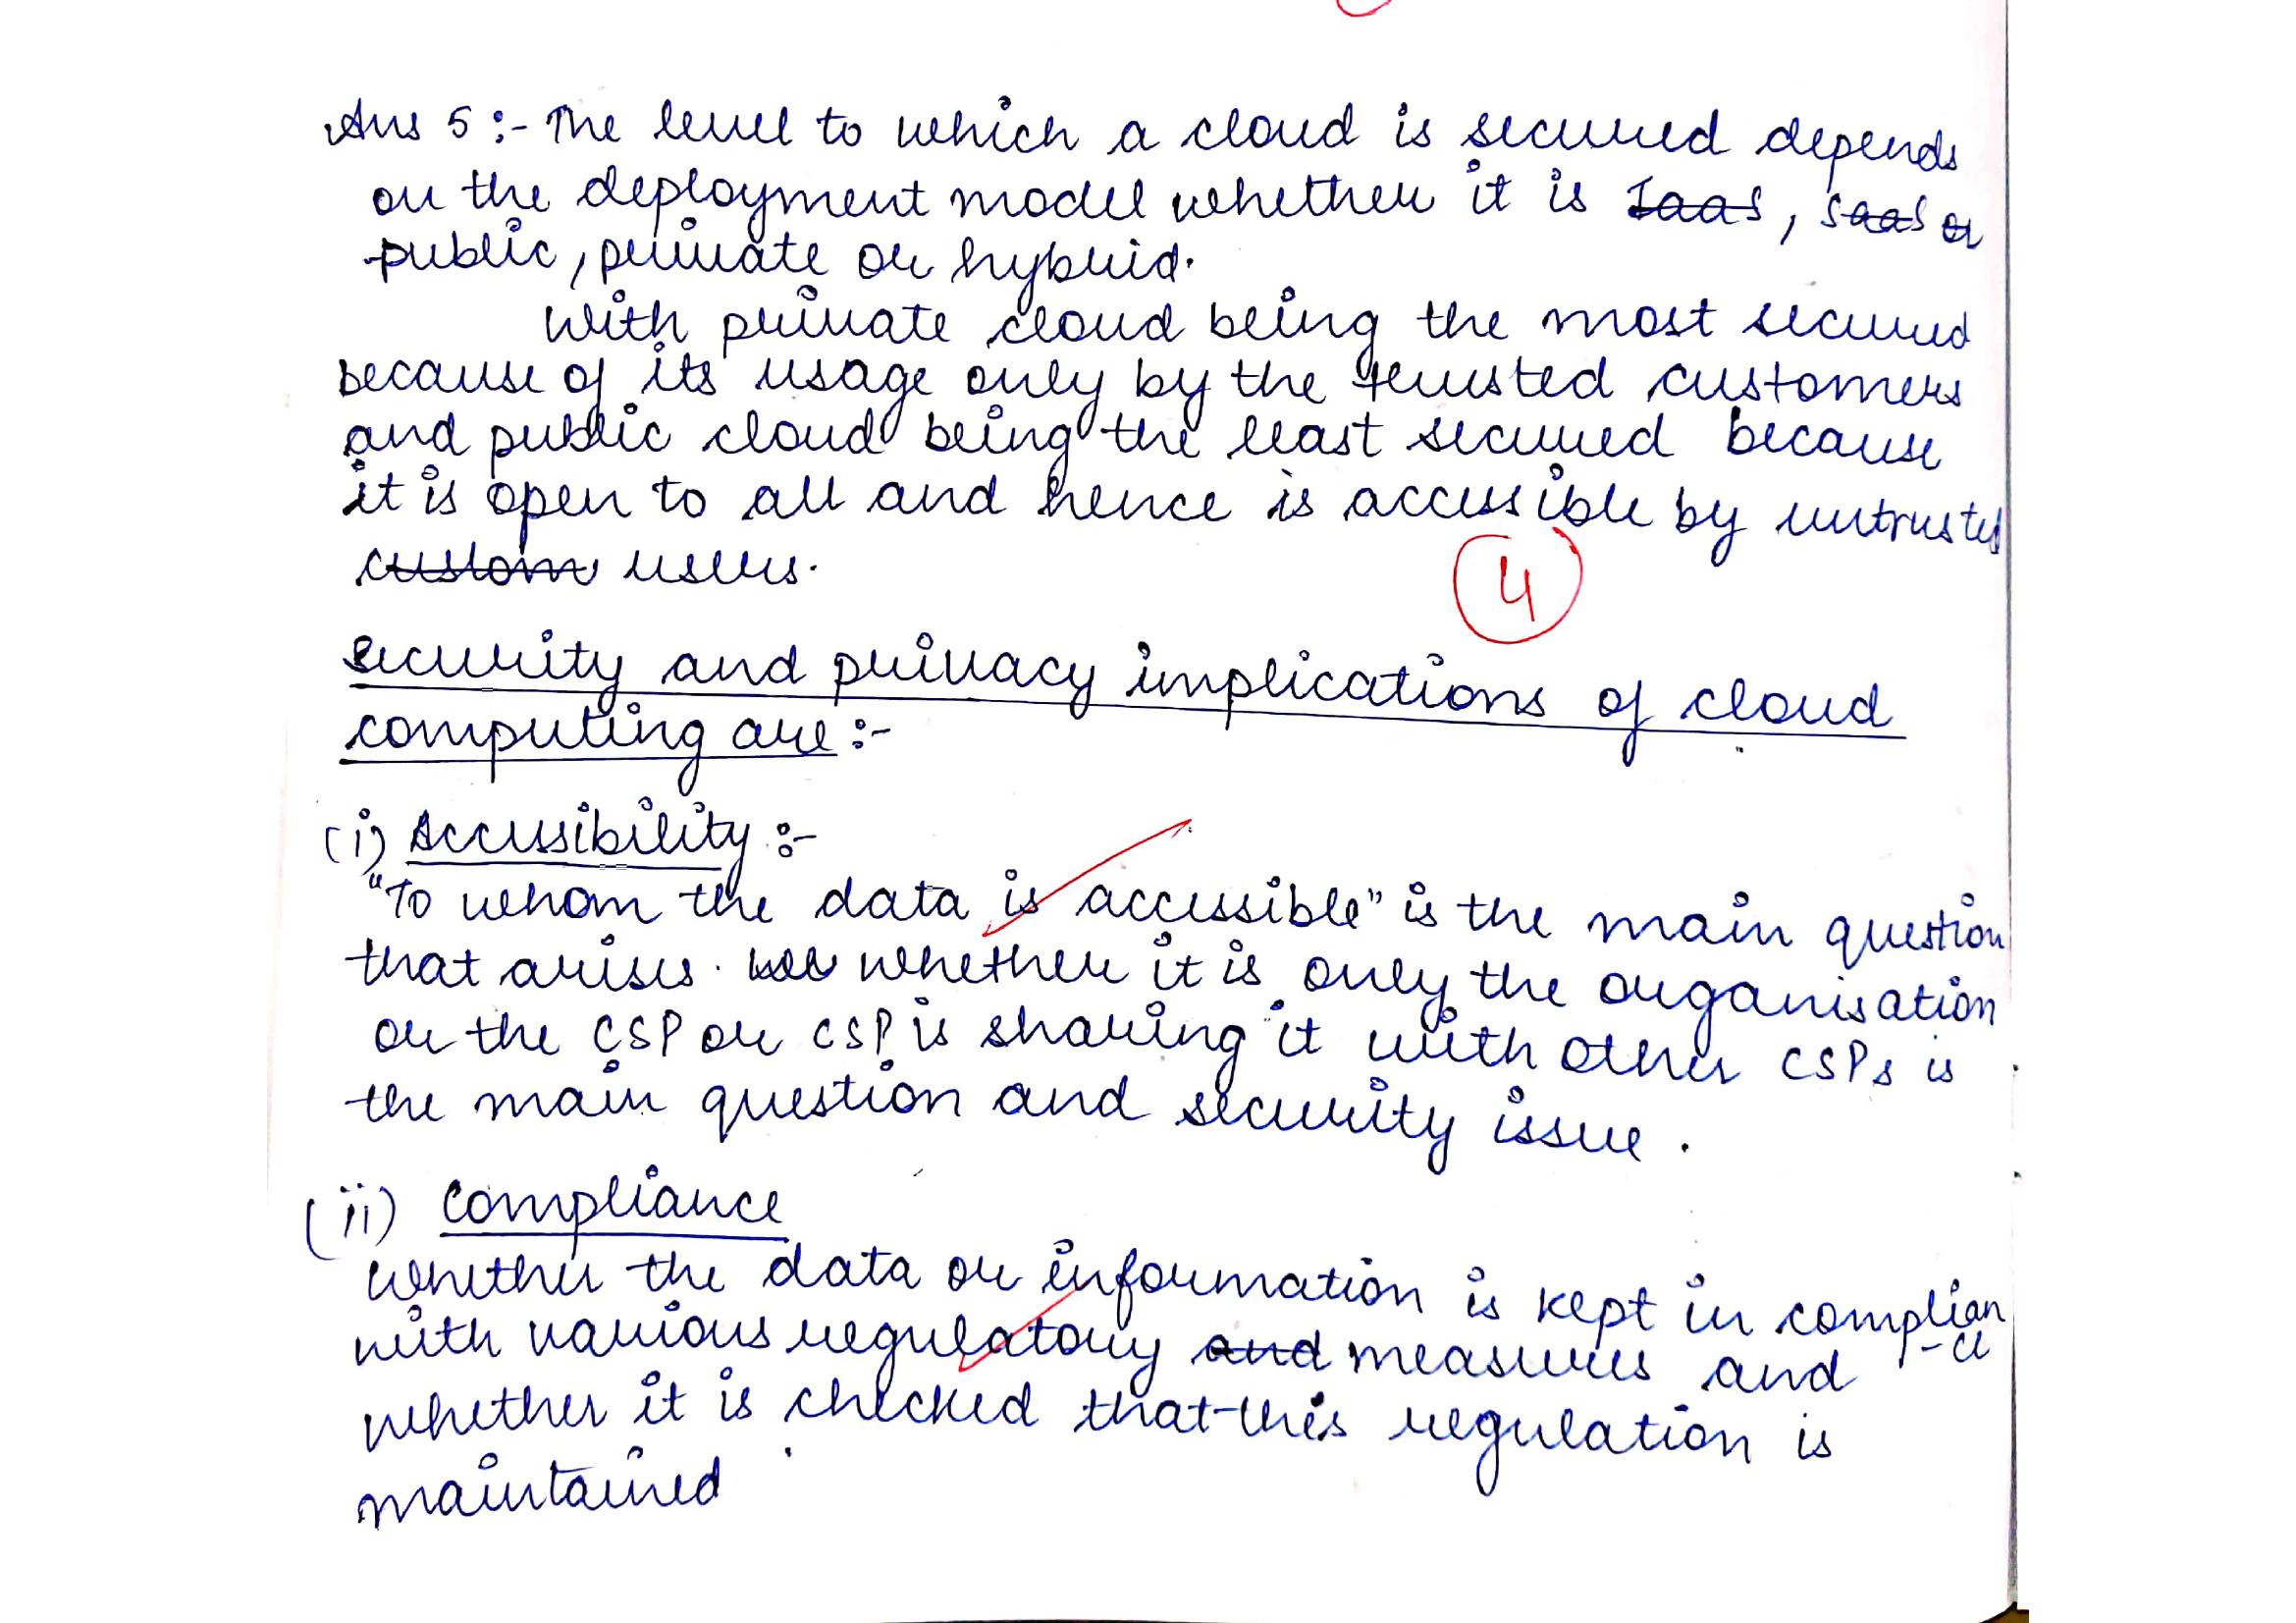 Ans 5 :- The level to which a cloud is secured depends
on the deployment model whether it is Iaas, saas or
public, private or hybrid.
With private cloud being the most secured
because of its usage only by the trusted customers
and public cloud being the least secured because
it is open to all and hence is accessible by untrusted
custom users.
4
Security and privacy implications of cloud
computing are :-
(i) Accessibility :-
"To whom the data is accessible" is the main question
that arises. whether it is only the organisation
or the CSP or CSP is sharing it with other CSPs is
the main question and security issue.
(ii) Compliance
Whether the data or information is kept in complian
-ce
with various regulatory and measures and
whether it is checked that this regulation is
maintained